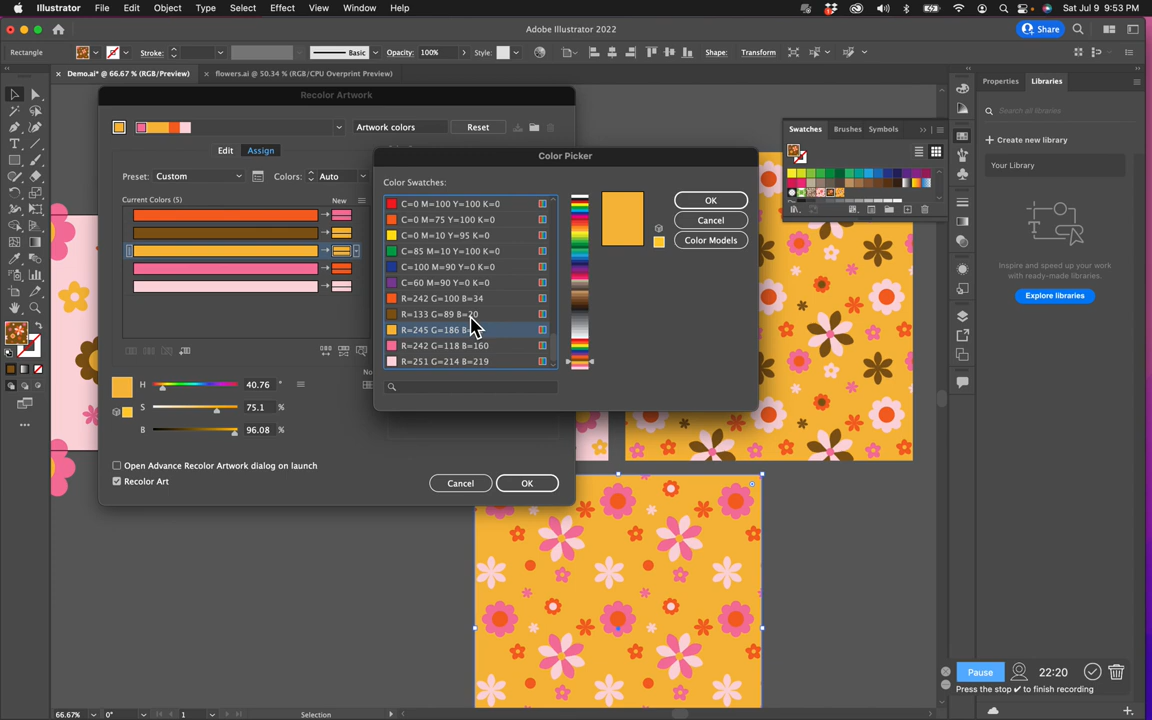 Illustrator File Edit Object Type Select Effect View Window Help Sat Jul 9 9:53 PM
Adobe Illustrator 2022
Share
Rectangle Stroke: Basic Opacity: 100% Style: Shape: Transform
× Demo.ai* @ 66.67 % (RGB/Preview) × flowers.ai @ 50.34 % (RGB/CPU Overprint Preview)
Recolor Artwork
Artwork colors Reset
Edit Assign
Preset: Custom Colors: Auto
Current Colors (5) New
H 40.76 °
S 75.1 %
B 96.08 %
Open Advance Recolor Artwork dialog on launch
Recolor Art
Cancel OK
Color Picker
Color Swatches:
C=0 M=100 Y=100 K=0
C=0 M=75 Y=100 K=0
C=0 M=10 Y=95 K=0
C=85 M=10 Y=100 K=0
C=100 M=90 Y=0 K=0
C=60 M=90 Y=0 K=0
R=242 G=100 B=34
R=133 G=89 B=20
R=245 G=186
R=242 G=118 B=160
R=251 G=214 B=219
OK
Cancel
Color Models
Swatches Brushes Symbols
Properties Libraries
Search all libraries
Create new library
Your Library
Inspire and speed up your
work with ready-made
libraries.
Explore libraries
Pause 22:20
Press the stop ✔ to finish recording
66.67% 0° 1 Selection